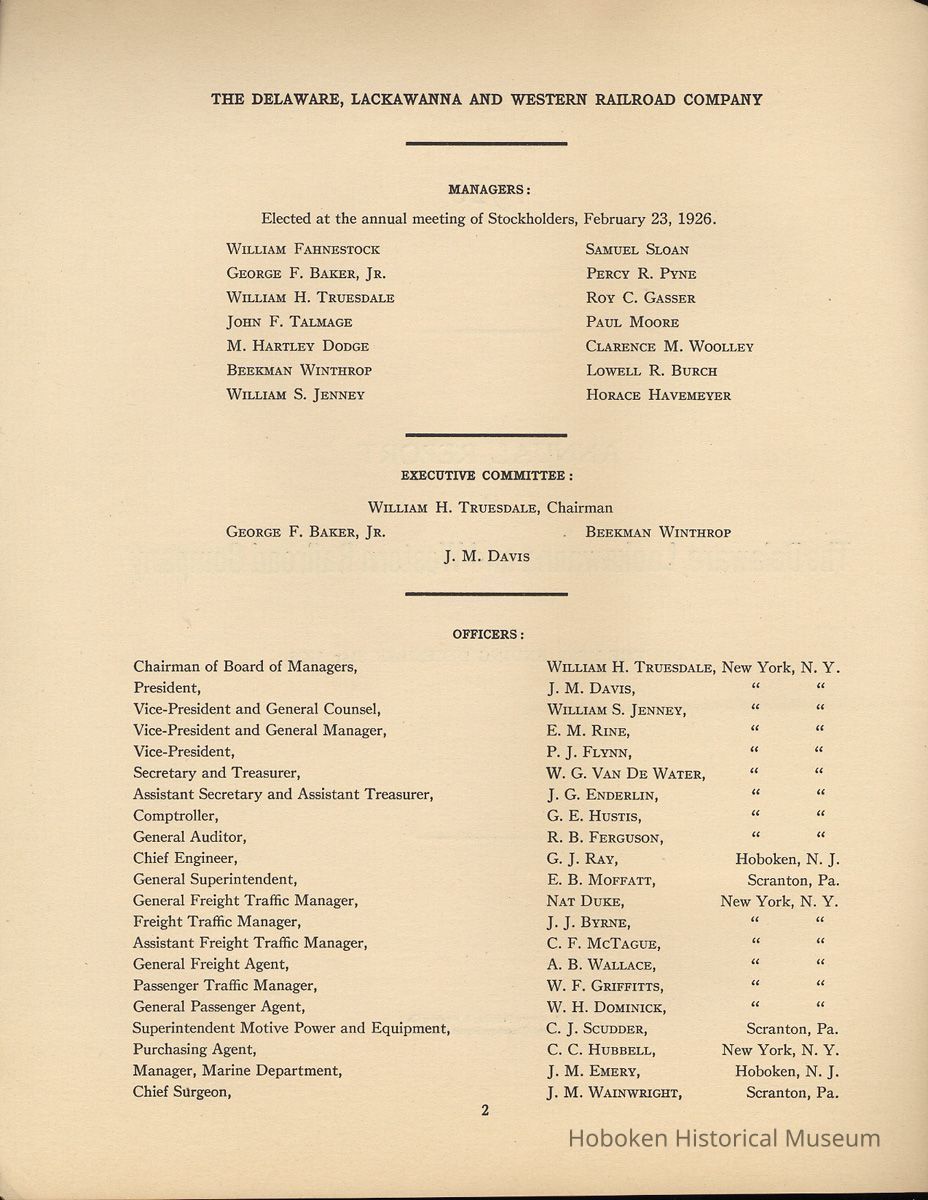 THE DELAWARE, LACKAWANNA AND WESTERN RAILROAD COMPANY
MANAGERS:
Elected at the annual meeting of Stockholders, February 23, 1926.
WILLIAM FAHNESTOCK SAMUEL SLOAN
GEORGE F. BAKER, JR. PERCY R. PYNE
WILLIAM H. TRUESDALE ROY C. GASSER
JOHN F. TALMAGE PAUL MOORE
M. HARTLEY DODGE CLARENCE M. WOOLLEY
BEEKMAN WINTHROP LOWELL R. BURCH
WILLIAM S. JENNEY HORACE HAVEMEYER
EXECUTIVE COMMITTEE:
WILLIAM H. TRUESDALE, Chairman
GEORGE F. BAKER, JR. BEEKMAN WINTHROP
J. M. DAVIS
OFFICERS:
Chairman of Board of Managers, WILLIAM H. TRUESDALE, New York, N. Y.
President, J. M. DAVIS, “ “
Vice-President and General Counsel, WILLIAM S. JENNEY, “ “
Vice-President and General Manager, E. M. RINE, “ “
Vice-President, P. J. FLYNN, “ “
Secretary and Treasurer, W. G. VAN DE WATER, “ “
Assistant Secretary and Assistant Treasurer, J. G. ENDERLIN, “ “
Comptroller, G. E. HUSTIS, “ “
General Auditor, R. B. FERGUSON, “ “
Chief Engineer, G. J. RAY, Hoboken, N. J.
General Superintendent, E. B. MOFFATT, Scranton, Pa.
General Freight Traffic Manager, NAT DUKE, New York, N. Y.
Freight Traffic Manager, J. J. BYRNE, “ “
Assistant Freight Traffic Manager, C. F. MCTAGUE, “ “
General Freight Agent, A. B. WALLACE, “ “
Passenger Traffic Manager, W. F. GRIFFITTS, “ “
General Passenger Agent, W. H. DOMINICK, “ “
Superintendent Motive Power and Equipment, C. J. SCUDDER, Scranton, Pa.
Purchasing Agent, C. C. HUBBELL, New York, N. Y.
Manager, Marine Department, J. M. EMERY, Hoboken, N. J.
Chief Surgeon, J. M. WAINWRIGHT, Scranton, Pa.
2
Hoboken Historical Museum